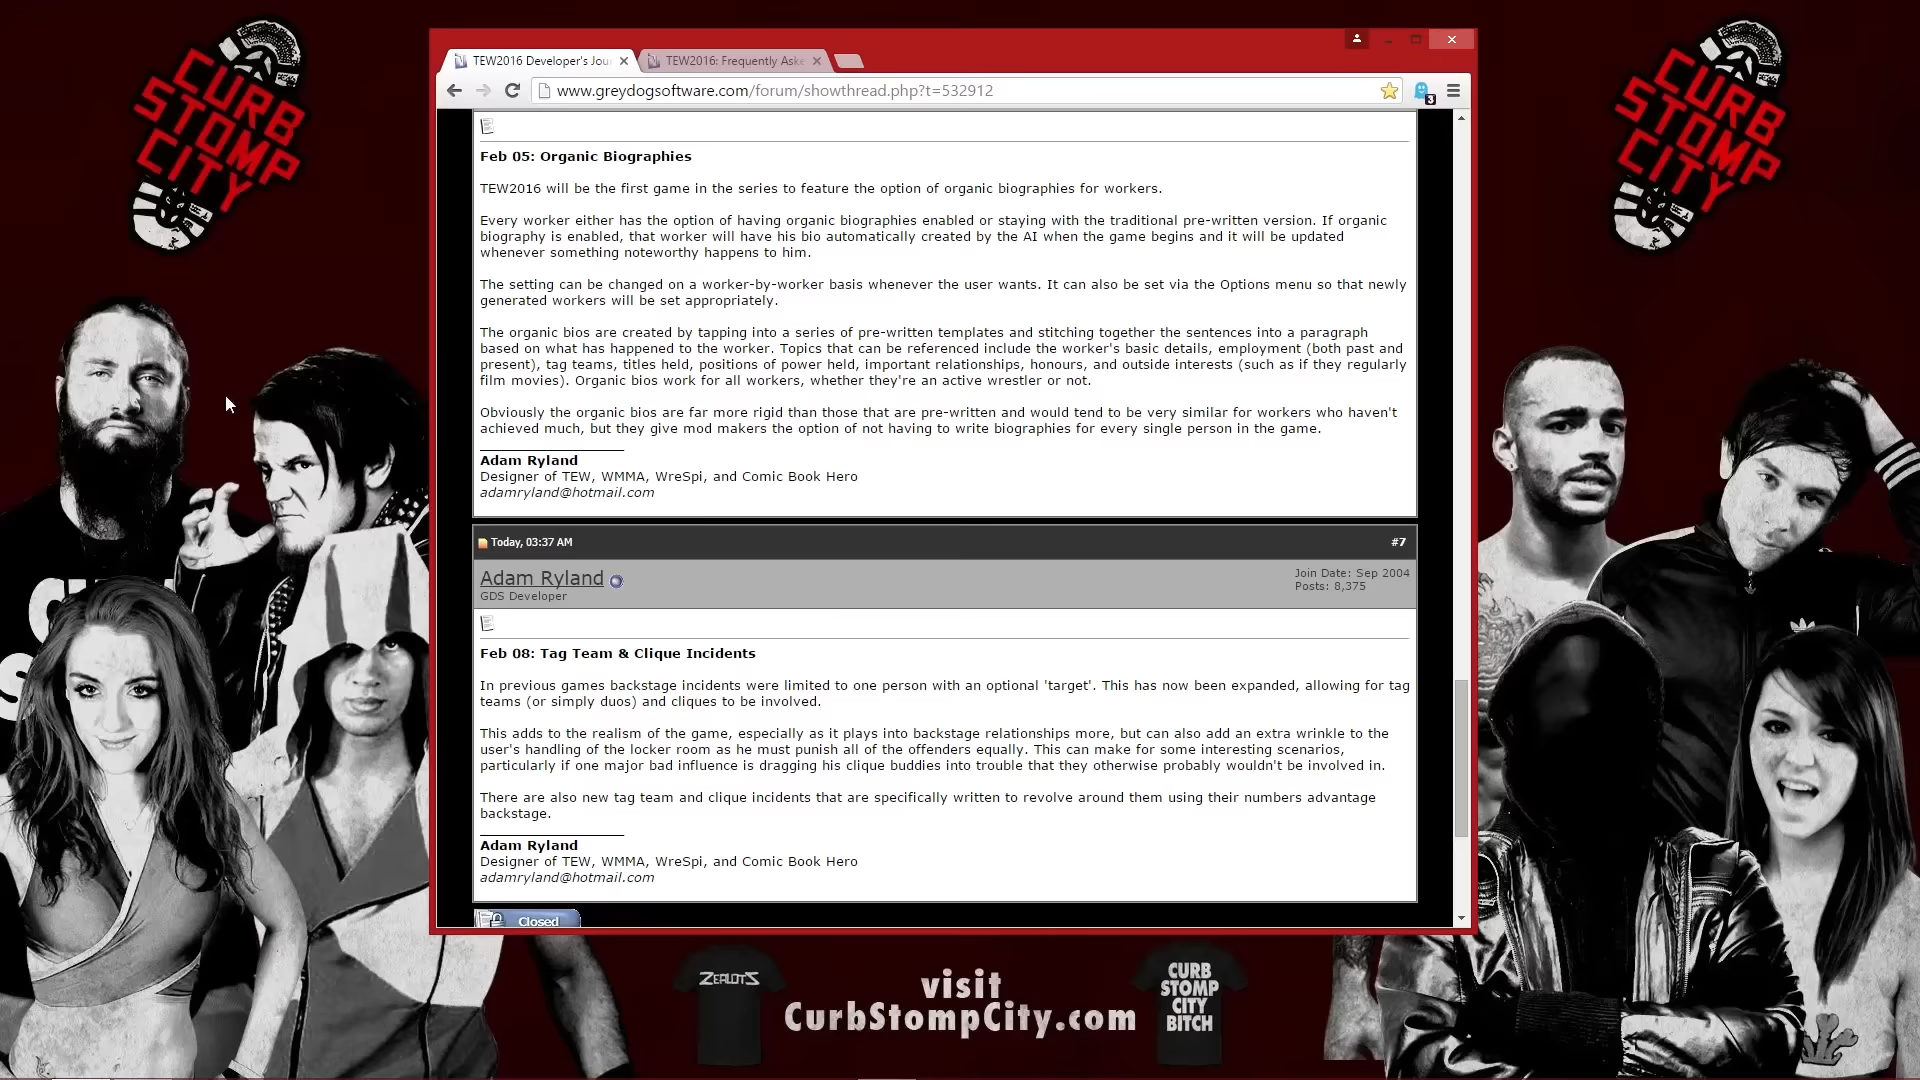 CURB
STOMP
CITY
CURB
STOMP
CITY
TEW2016 Developer's Jou
TEW2016: Frequently Aske
www.greydogsoftware.com/forum/showthread.php?t=532912
3
Feb 05: Organic Biographies
TEW2016 will be the first game in the series to feature the option of organic biographies for workers.
Every worker either has the option of having organic biographies enabled or staying with the traditional pre-written version. If organic
biography is enabled, that worker will have his bio automatically created by the AI when the game begins and it will be updated
whenever something noteworthy happens to him.
The setting can be changed on a worker-by-worker basis whenever the user wants. It can also be set via the Options menu so that newly
generated workers will be set appropriately.
The organic bios are created by tapping into a series of pre-written templates and stitching together the sentences into a paragraph
based on what has happened to the worker. Topics that can be referenced include the worker's basic details, employment (both past and
present), tag teams, titles held, positions of power held, important relationships, honours, and outside interests (such as if they regularly
film movies). Organic bios work for all workers, whether they're an active wrestler or not.
Obviously the organic bios are far more rigid than those that are pre-written and would tend to be very similar for workers who haven't
achieved much, but they give mod makers the option of not having to write biographies for every single person in the game.
Adam Ryland
Designer of TEW, WMMA, WreSpi, and Comic Book Hero
adamryland@hotmail.com
Today, 03:37 AM
#7
Adam Ryland
GDS Developer
Join Date: Sep 2004
Posts: 8,375
Feb 08: Tag Team & Clique Incidents
In previous games backstage incidents were limited to one person with an optional 'target'. This has now been expanded, allowing for tag
teams (or simply duos) and cliques to be involved.
This adds to the realism of the game, especially as it plays into backstage relationships more, but can also add an extra wrinkle to the
user's handling of the locker room as he must punish all of the offenders equally. This can make for some interesting scenarios,
particularly if one major bad influence is dragging his clique buddies into trouble that they otherwise probably wouldn't be involved in.
There are also new tag team and clique incidents that are specifically written to revolve around them using their numbers advantage
backstage.
Adam Ryland
Designer of TEW, WMMA, WreSpi, and Comic Book Hero
adamryland@hotmail.com
Closed
ZEALOTS
visit
CurbStompCity.com
CURB
STOMP
CITY
BITCH